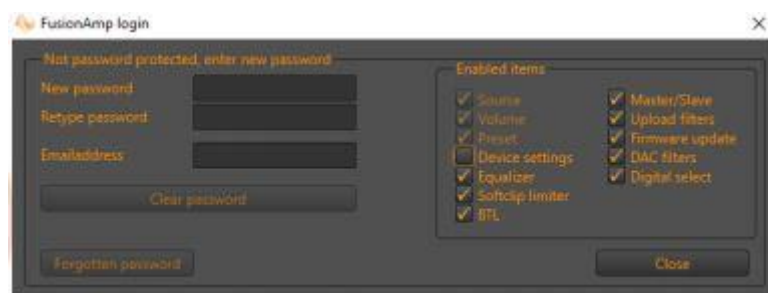 FusionAmp login
Not password protected, enter new password
New password
Retype password
Emailaddress
Clear password
Forgotten password
Enabled items
Source
Volume
Preset
Device settings
Equalizer
Softclip limiter
BTL
Master/Slave
Upload filters
Firmware update
DAC filters
Digital select
Close